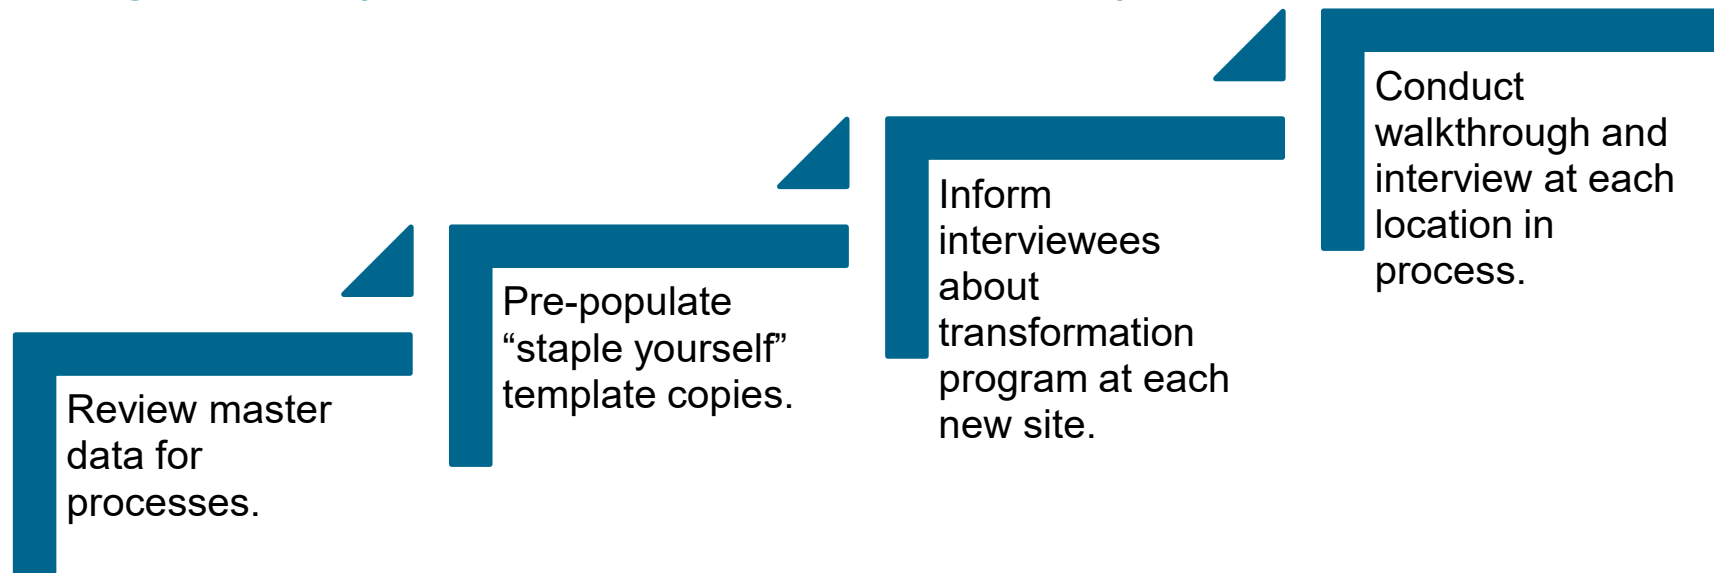 Review master
data for
processes.
Pre-populate
“staple yourself”
template copies.
Inform
interviewees
about
transformation
program at each
new site.
Conduct
walkthrough and
interview at each
location in
process.